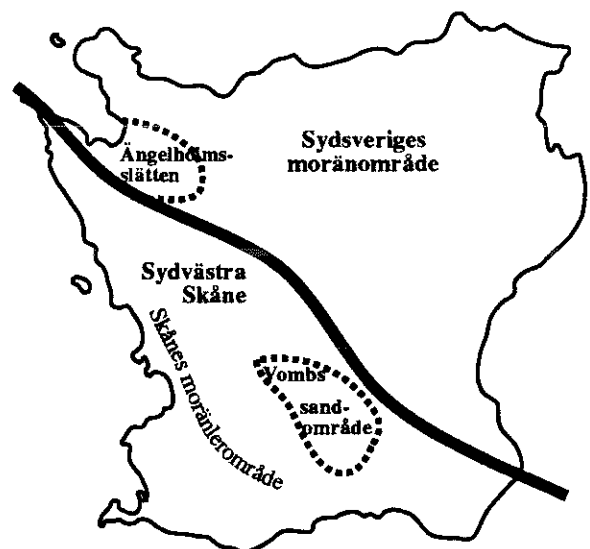 Ängelholms-
slätten
Sydsveriges
moränområde
Sydvästra
Skåne
Skånes moränlerområde
Vombs
sand-
område